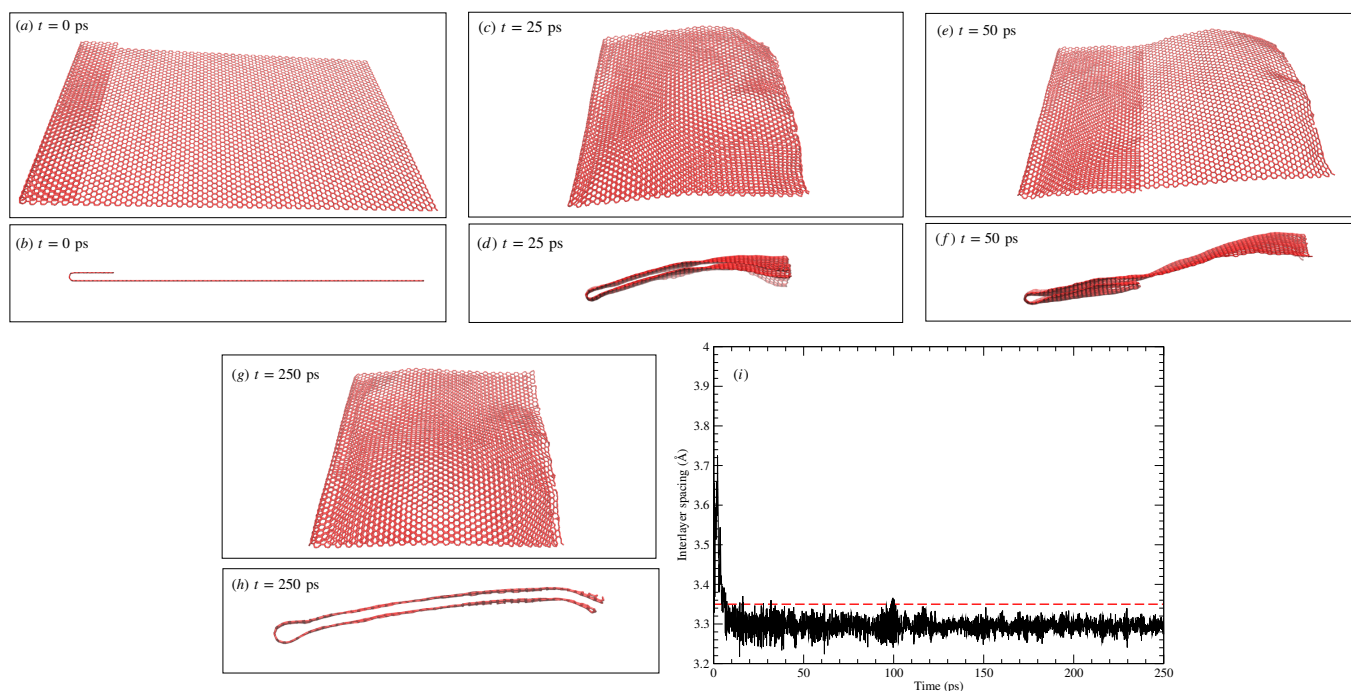 (a) t = 0 ps
(c) t = 25 ps
(e) t = 50 ps
(b) t = 0 ps
(d) t = 25 ps
(f) t = 50 ps
(g) t = 250 ps
(h) t = 250 ps
(i)
4
3.9
3.8
3.7
3.6
3.5
3.4
3.3
3.2
Interlayer spacing (Å)
0
50
100
150
200
250
Time (ps)